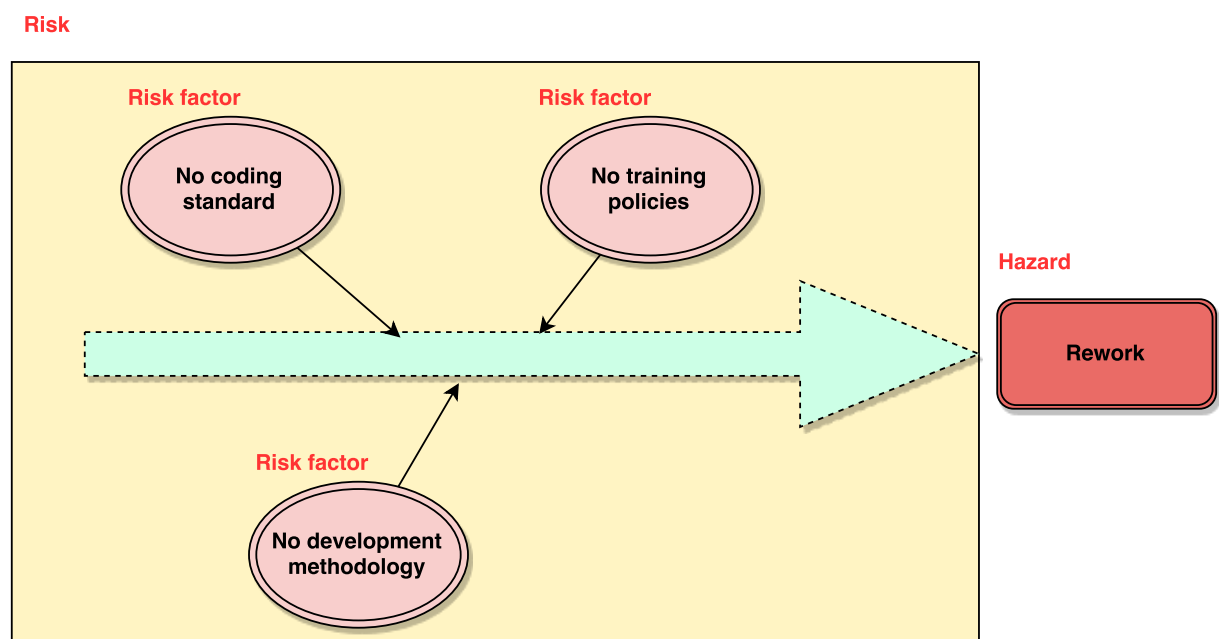 Risk
Risk factor
Risk factor
No coding
standard
No training
policies
Hazard
Rework
Risk factor
No development
methodology